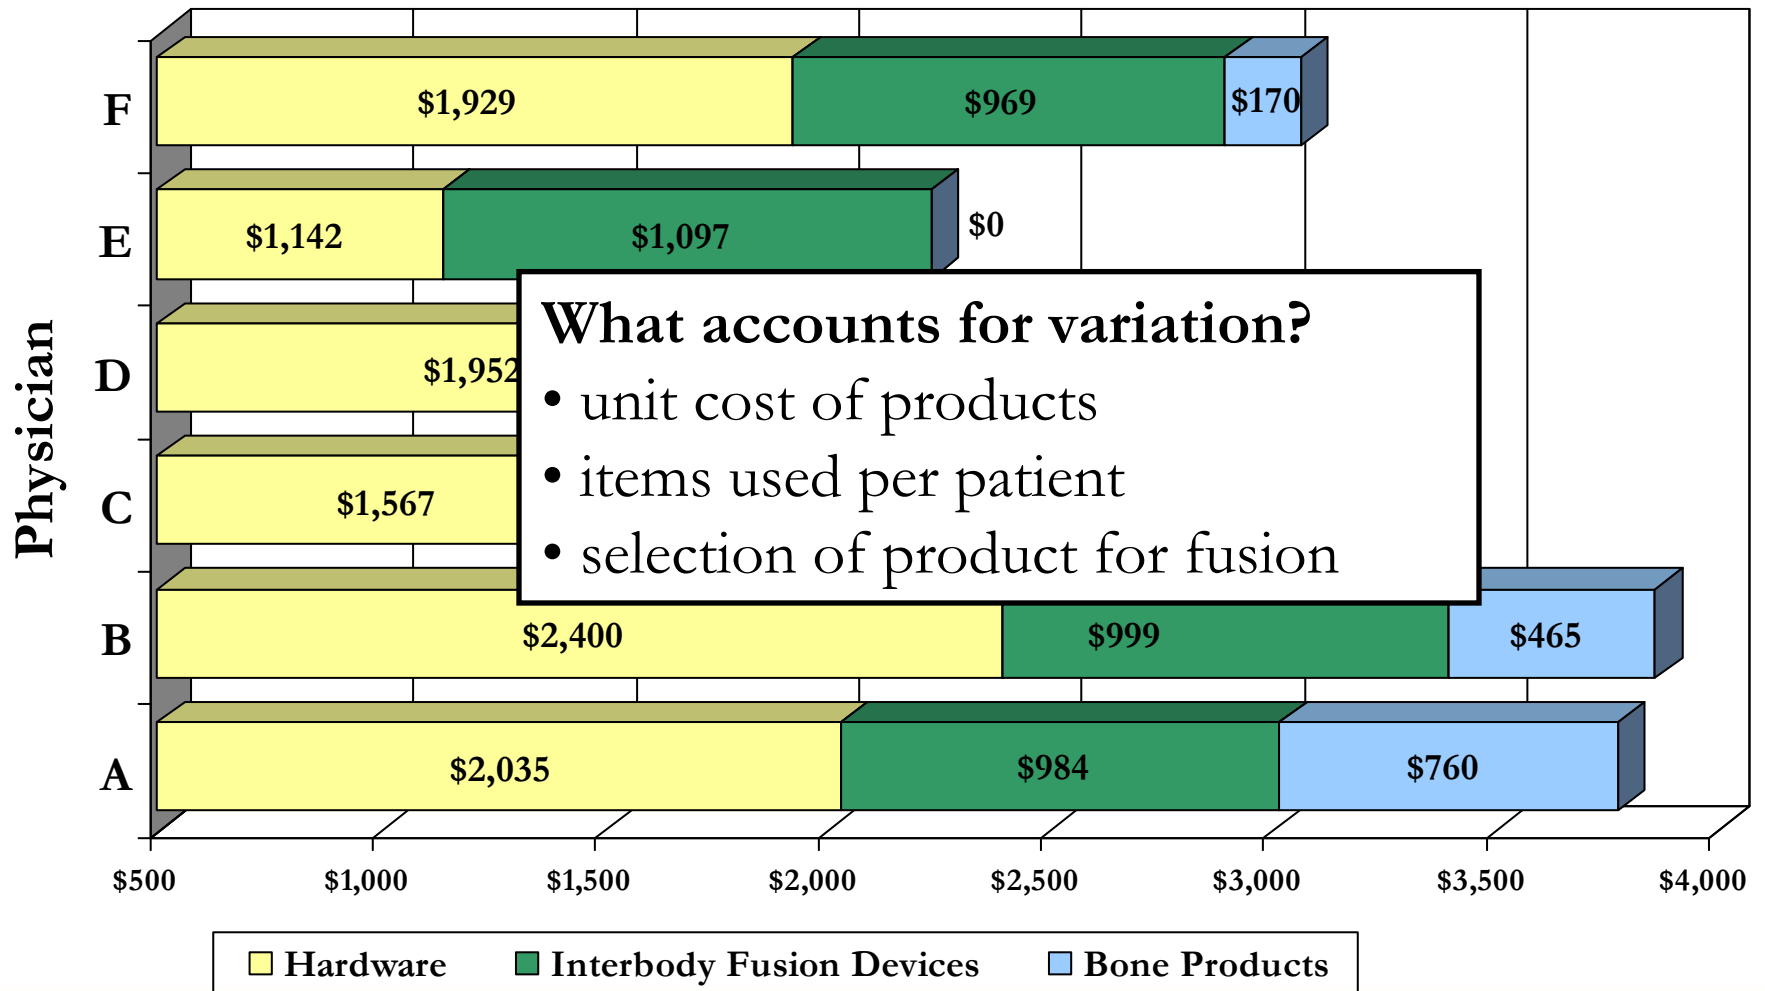 Physician
F
$1,929
$969
$170
E
$1,142
$1,097
$0
D
$1,952
C
$1,567
B
$2,400
$999
$465
A
$2,035
$984
$760
What accounts for variation?
• unit cost of products
• items used per patient
• selection of product for fusion
$500
$1,000
$1,500
$2,000
$2,500
$3,000
$3,500
$4,000
Hardware
Interbody Fusion Devices
Bone Products